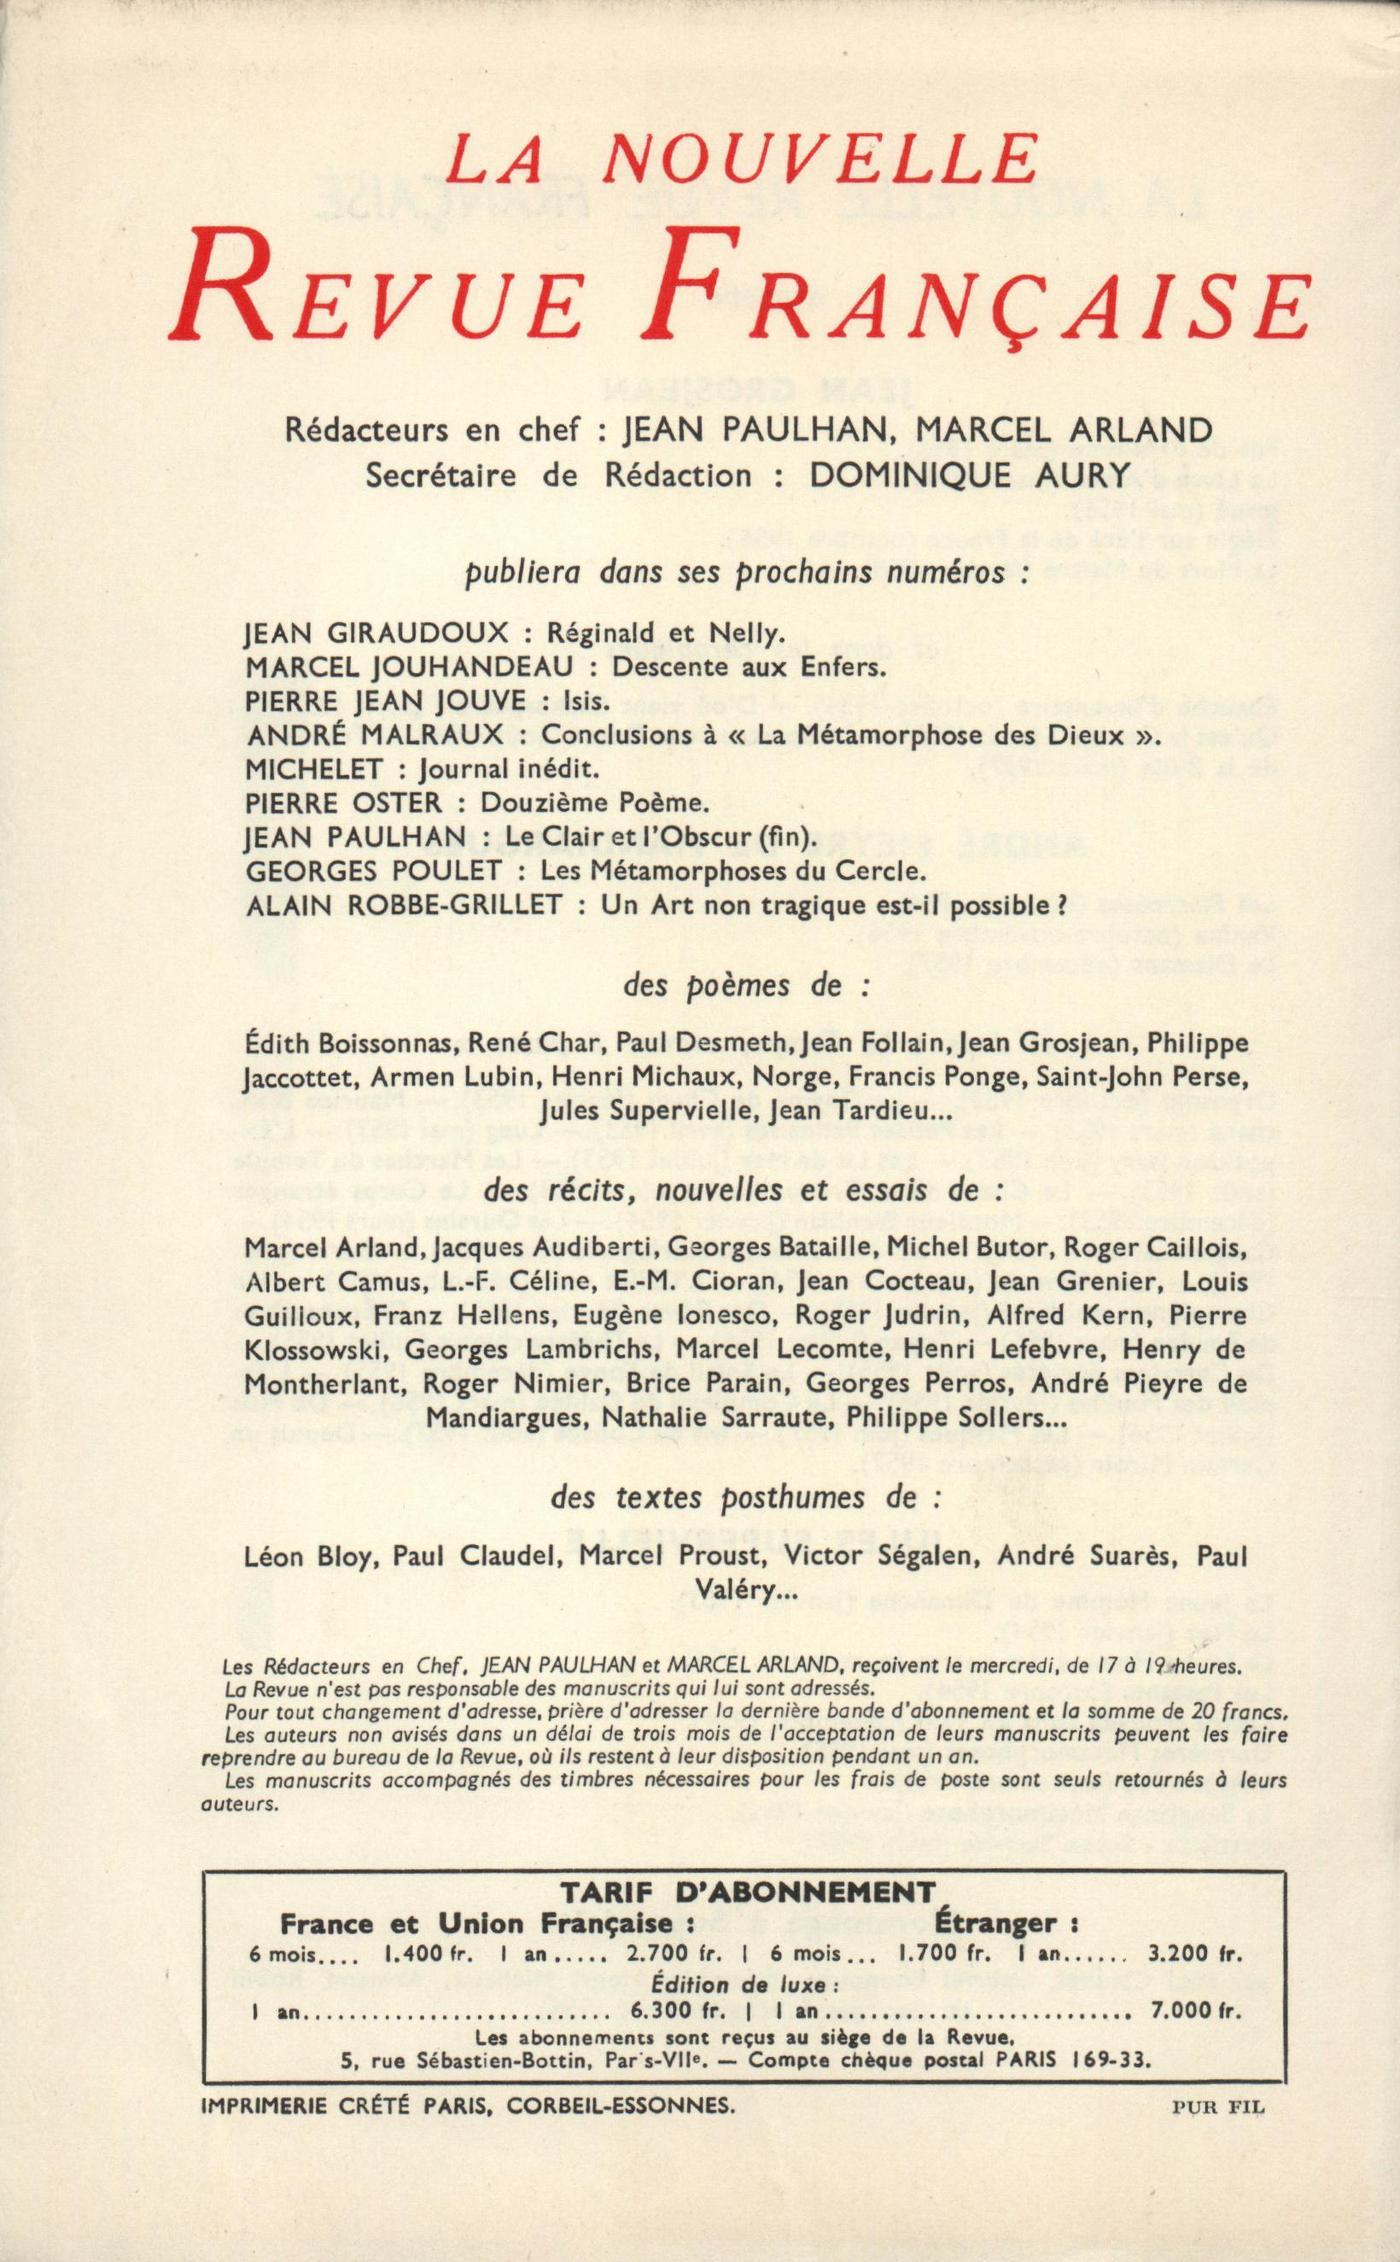 LA NOUVELLE
REVUE FRANÇAISE
Rédacteurs en chef : JEAN PAULHAN, MARCEL ARLAND
Secrétaire de Rédaction : DOMINIQUE AURY
publiera dans ses prochains numéros :
JEAN GIRAUDOUX : Réginald et Nelly.
MARCEL JOUHANDEAU : Descente aux Enfers.
PIERRE JEAN JOUVE : Isis.
ANDRÉ MALRAUX : Conclusions à « La Métamorphose des Dieux ».
MICHELET : Journal inédit.
PIERRE OSTER : Douzième Poème.
JEAN PAULHAN : Le Clair et l'Obscur (fin).
GEORGES POULET : Les Métamorphoses du Cercle.
ALAIN ROBBE-GRILLET : Un Art non tragique est-il possible ?
des poèmes de :
Édith Boissonnas, René Char, Paul Desmeth, Jean Follain, Jean Grosjean, Philippe
Jaccottet, Armen Lubin, Henri Michaux, Norge, Francis Ponge, Saint-John Perse,
Jules Supervielle, Jean Tardieu...
des récits, nouvelles et essais de :
Marcel Arland, Jacques Audiberti, Georges Bataille, Michel Butor, Roger Caillois,
Albert Camus, L.-F. Céline, E.-M. Cioran, Jean Cocteau, Jean Grenier, Louis
Guilloux, Franz Hellens, Eugène Ionesco, Roger Judrin, Alfred Kern, Pierre
Klossowski, Georges Lambrichs, Marcel Lecomte, Henri Lefebvre, Henry de
Montherlant, Roger Nimier, Brice Parain, Georges Perros, André Pieyre de
Mandiargues, Nathalie Sarraute, Philippe Sollers...
des textes posthumes de :
Léon Bloy, Paul Claudel, Marcel Proust, Victor Ségalen, André Suarès, Paul
Valéry...
Les Rédacteurs en Chef, JEAN PAULHAN et MARCEL ARLAND, reçoivent le mercredi, de 17 à 19 heures.
La Revue n'est pas responsable des manuscrits qui lui sont adressés.
Pour tout changement d'adresse, prière d'adresser la dernière bande d'abonnement et la somme de 20 francs.
Les auteurs non avisés dans un délai de trois mois de l'acceptation de leurs manuscrits peuvent les faire
reprendre au bureau de la Revue, où ils restent à leur disposition pendant un an.
Les manuscrits accompagnés des timbres nécessaires pour les frais de poste sont seuls retournés à leurs
auteurs.
TARIF D'ABONNEMENT
France et Union Française : Étranger :
6 mois.... 1.400 fr. 1 an ..... 2.700 fr. | 6 mois... 1.700 fr. 1 an...... 3.200 fr.
Édition de luxe :
1 an........................... 6.300 fr. | 1 an ........................... 7.000 fr.
Les abonnements sont reçus au siège de la Revue.
5, rue Sébastien-Bottin, Par's-VIIe. — Compte chèque postal PARIS 169-33.
IMPRIMERIE CRÉTÉ PARIS, CORBEIL-ESSONNES. PUR FIL